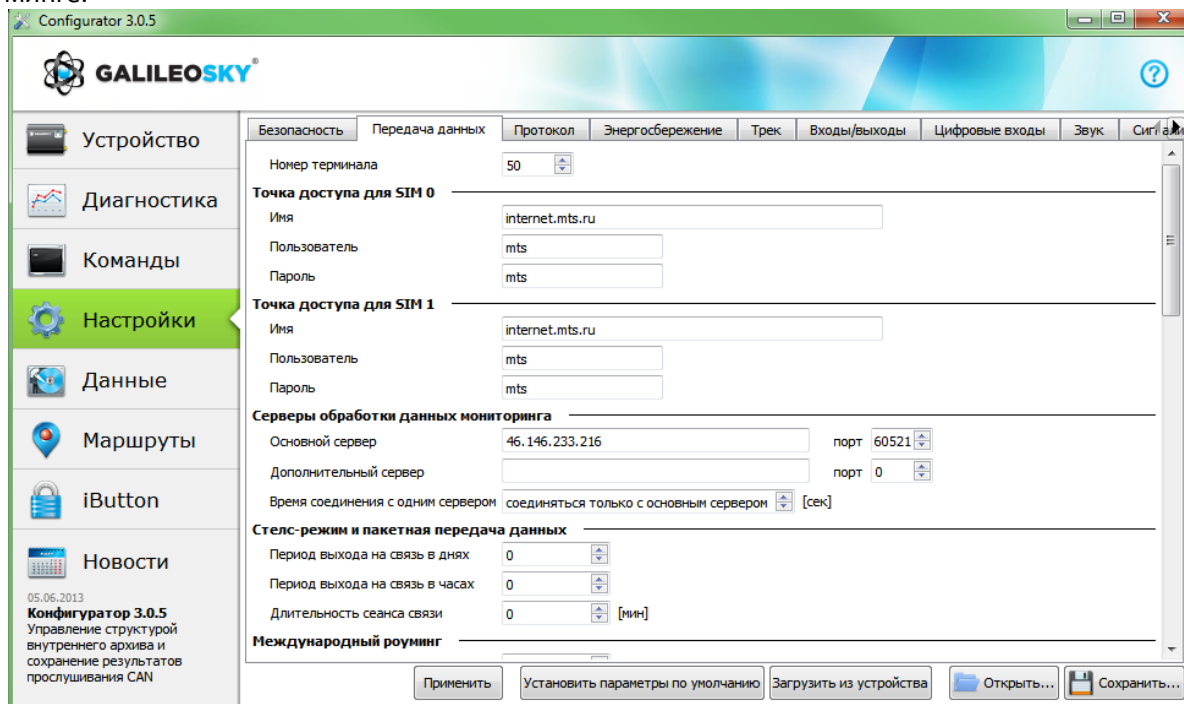 Configurator 3.0.5
GALILEOSKY®
Устройство
Диагностика
Команды
Настройки
Данные
Маршруты
iButton
Новости
05.06.2013
Конфигуратор 3.0.5
Управление структурой
внутреннего архива и
сохранение результатов
прослушивания CAN
Безопасность Передача данных Протокол Энергосбережение Трек Входы/выходы Цифровые входы Звук
Номер терминала 50
Точка доступа для SIM 0
Имя internet.mts.ru
Пользователь mts
Пароль mts
Точка доступа для SIM 1
Имя internet.mts.ru
Пользователь mts
Пароль mts
Серверы обработки данных мониторинга
Основной сервер 46.146.233.216 порт 60521
Дополнительный сервер порт 0
Время соединения с одним сервером соединяться только с основным сервером [сек]
Стелс-режим и пакетная передача данных
Период выхода на связь в днях 0
Период выхода на связь в часах 0
Длительность сеанса связи 0 [мин]
Международный роуминг
Применить Установить параметры по умолчанию Загрузить из устройства Открыть... Сохранить...